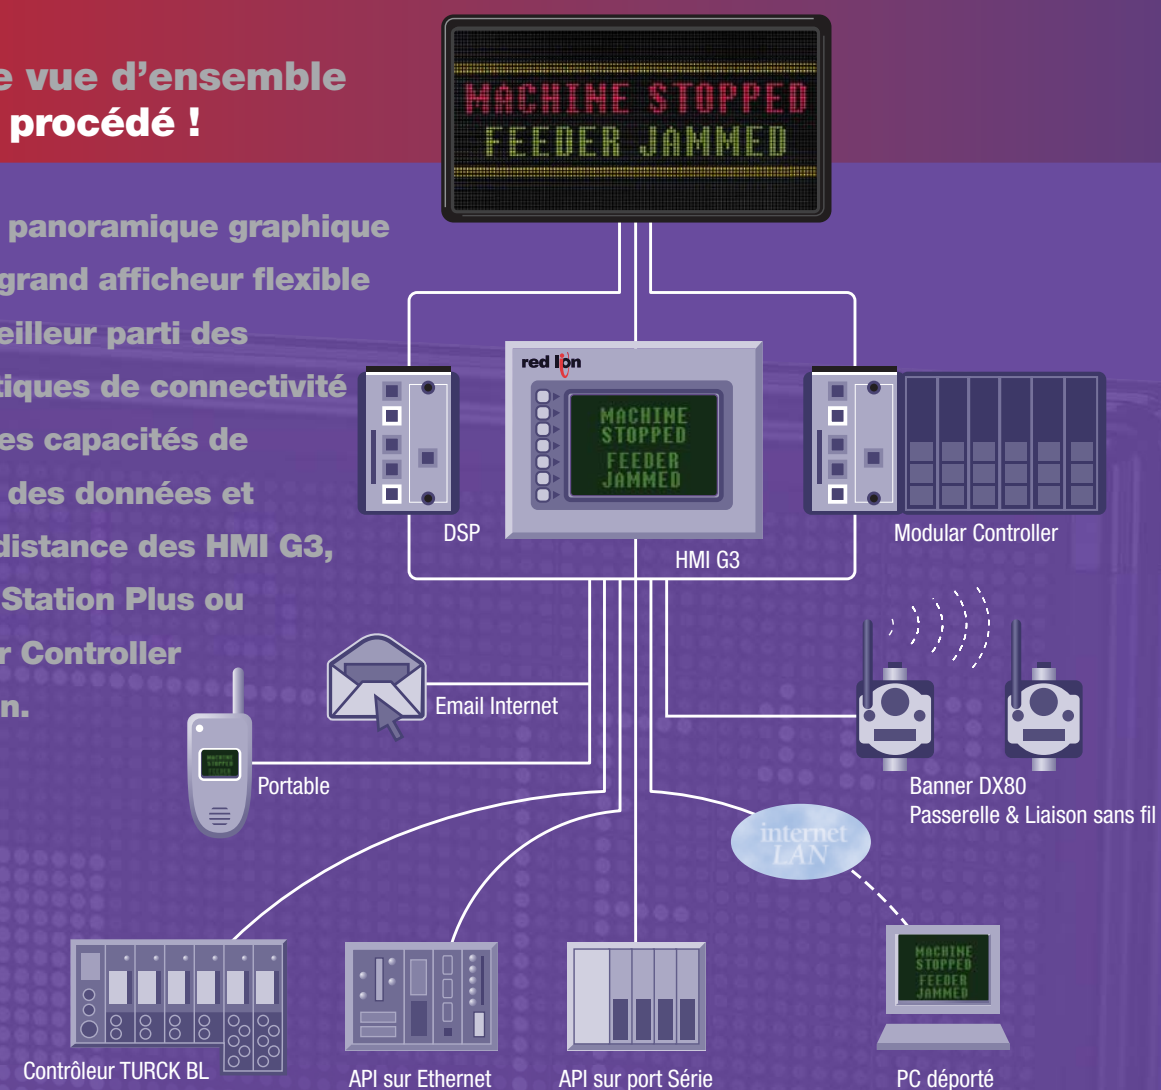 e vue d'ensemble
procédé !
MACHINE STOPPED
FEEDER JAMMED
panoramique graphique
grand afficheur flexible
eilleur parti des
tiques de connectivité
es capacités de
des données et
distance des HMI G3,
Station Plus ou
r Controller
n.
red lion
MACHINE
STOPPED
FEEDER
JAMMED
DSP
HMI G3
Modular Controller
Email Internet
Portable
MACHINE
STOPPED
FEEDER
Banner DX80
Passerelle & Liaison sans fil
internet
LAN
MACHINE
STOPPED
FEEDER
JAMMED
Contrôleur TURCK BL
API sur Ethernet
API sur port Série
PC déporté